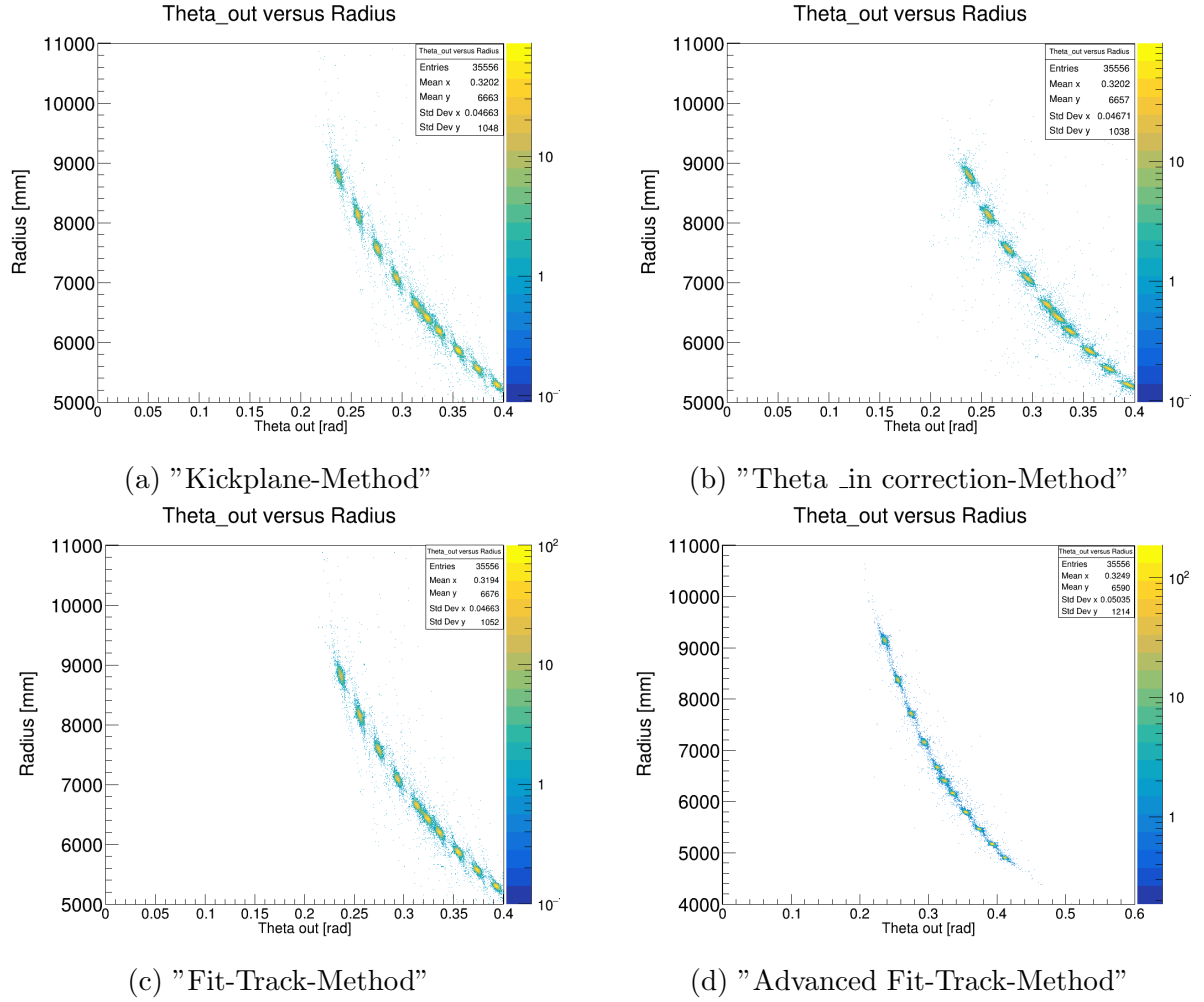 Theta_out versus Radius
Radius [mm]
11000
10000
9000
8000
7000
6000
5000
0 0.05 0.1 0.15 0.2 0.25 0.3 0.35 0.4
Theta out [rad]
Theta_out versus Radius
Entries 35556
Mean x 0.3202
Mean y 6663
Std Dev x 0.04663
Std Dev y 1048
10
1
(a) "Kickplane-Method"
Theta_out versus Radius
Radius [mm]
11000
10000
9000
8000
7000
6000
5000
0 0.05 0.1 0.15 0.2 0.25 0.3 0.35 0.4
Theta out [rad]
Theta_out versus Radius
Entries 35556
Mean x 0.3202
Mean y 6657
Std Dev x 0.04671
Std Dev y 1038
10
1
(b) "Theta _in correction-Method"
Theta_out versus Radius
Radius [mm]
11000
10000
9000
8000
7000
6000
5000
0 0.05 0.1 0.15 0.2 0.25 0.3 0.35 0.4
Theta out [rad]
Theta_out versus Radius
Entries 35556
Mean x 0.3194
Mean y 6676
Std Dev x 0.04663
Std Dev y 1052
10²
10
1
(c) "Fit-Track-Method"
Theta_out versus Radius
Radius [mm]
11000
10000
9000
8000
7000
6000
5000
4000
0 0.1 0.2 0.3 0.4 0.5 0.6
Theta out [rad]
Theta_out versus Radius
Entries 35556
Mean x 0.3249
Mean y 6590
Std Dev x 0.05035
Std Dev y 1214
10²
10
1
(d) "Advanced Fit-Track-Method"